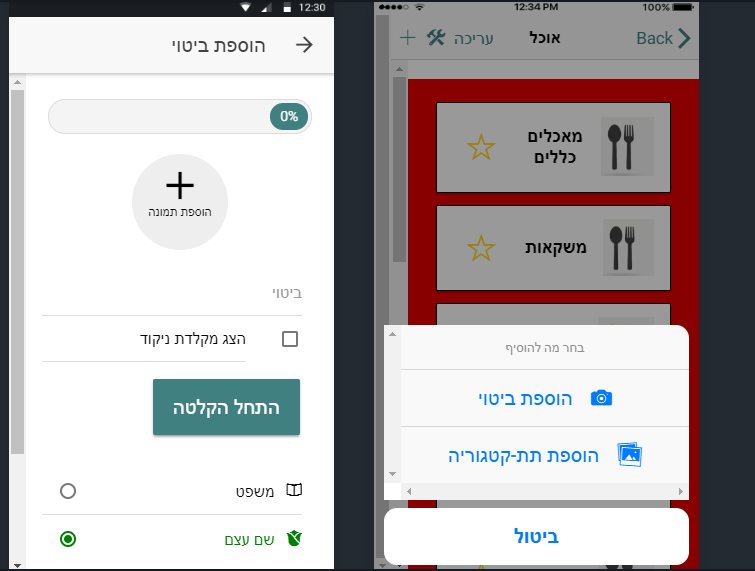 12:30
הוספת ביטוי
0%
הוספת תמונה
ביטוי
הצג מקלדת ניקוד
התחל הקלטה
משפט
שם עצם
12:34 PM
100%
Back
אוכל
עריכה
מאכלים
כללים
משקאות
בחר מה להוסיף
הוספת ביטוי
הוספת תת-קטגוריה
ביטול